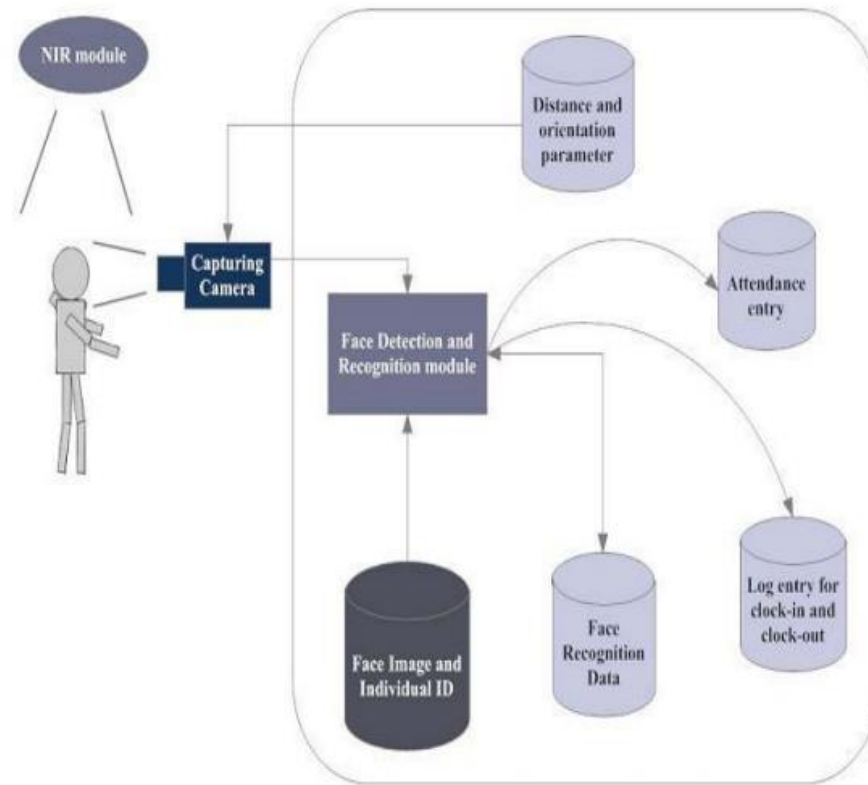 NIR module
Distance and
orientation
parameter
Capturing
Camera
Attendance
entry
Face Detection and
Recognition module
Face Image and
Individual ID
Face
Recognition
Data
Log entry for
clock-in and
clock-out